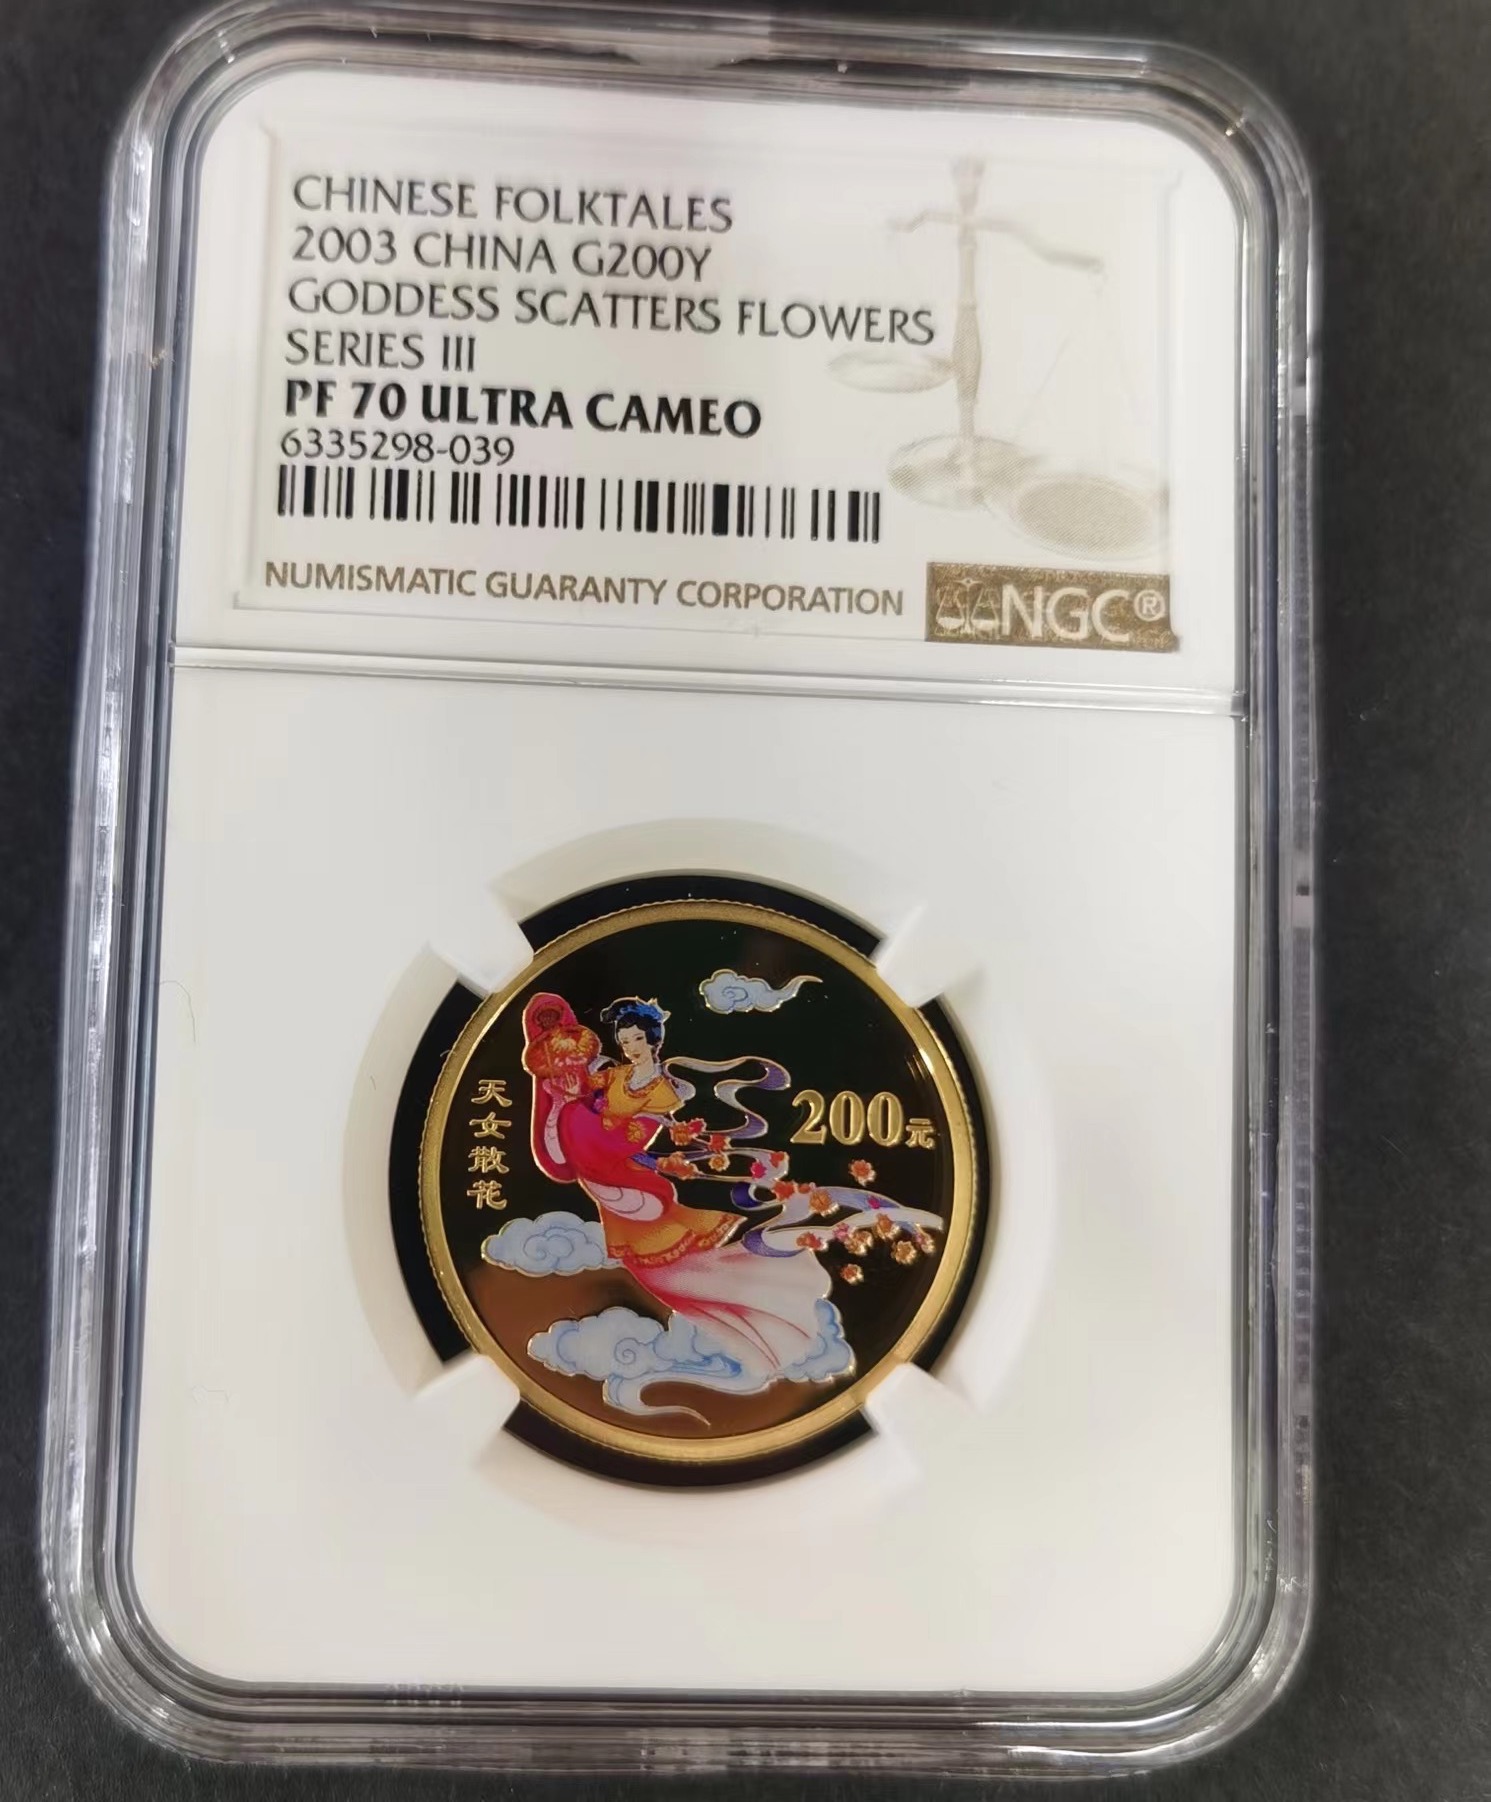 CHINESE FOLKTALES
2003 CHINA G200Y
GODDESS SCATTERS FLOWERS
SERIES III
PF 70 ULTRA CAMEO
6335298-039
NUMISMATIC GUARANTY CORPORATION
NGC®
天女散花
200元